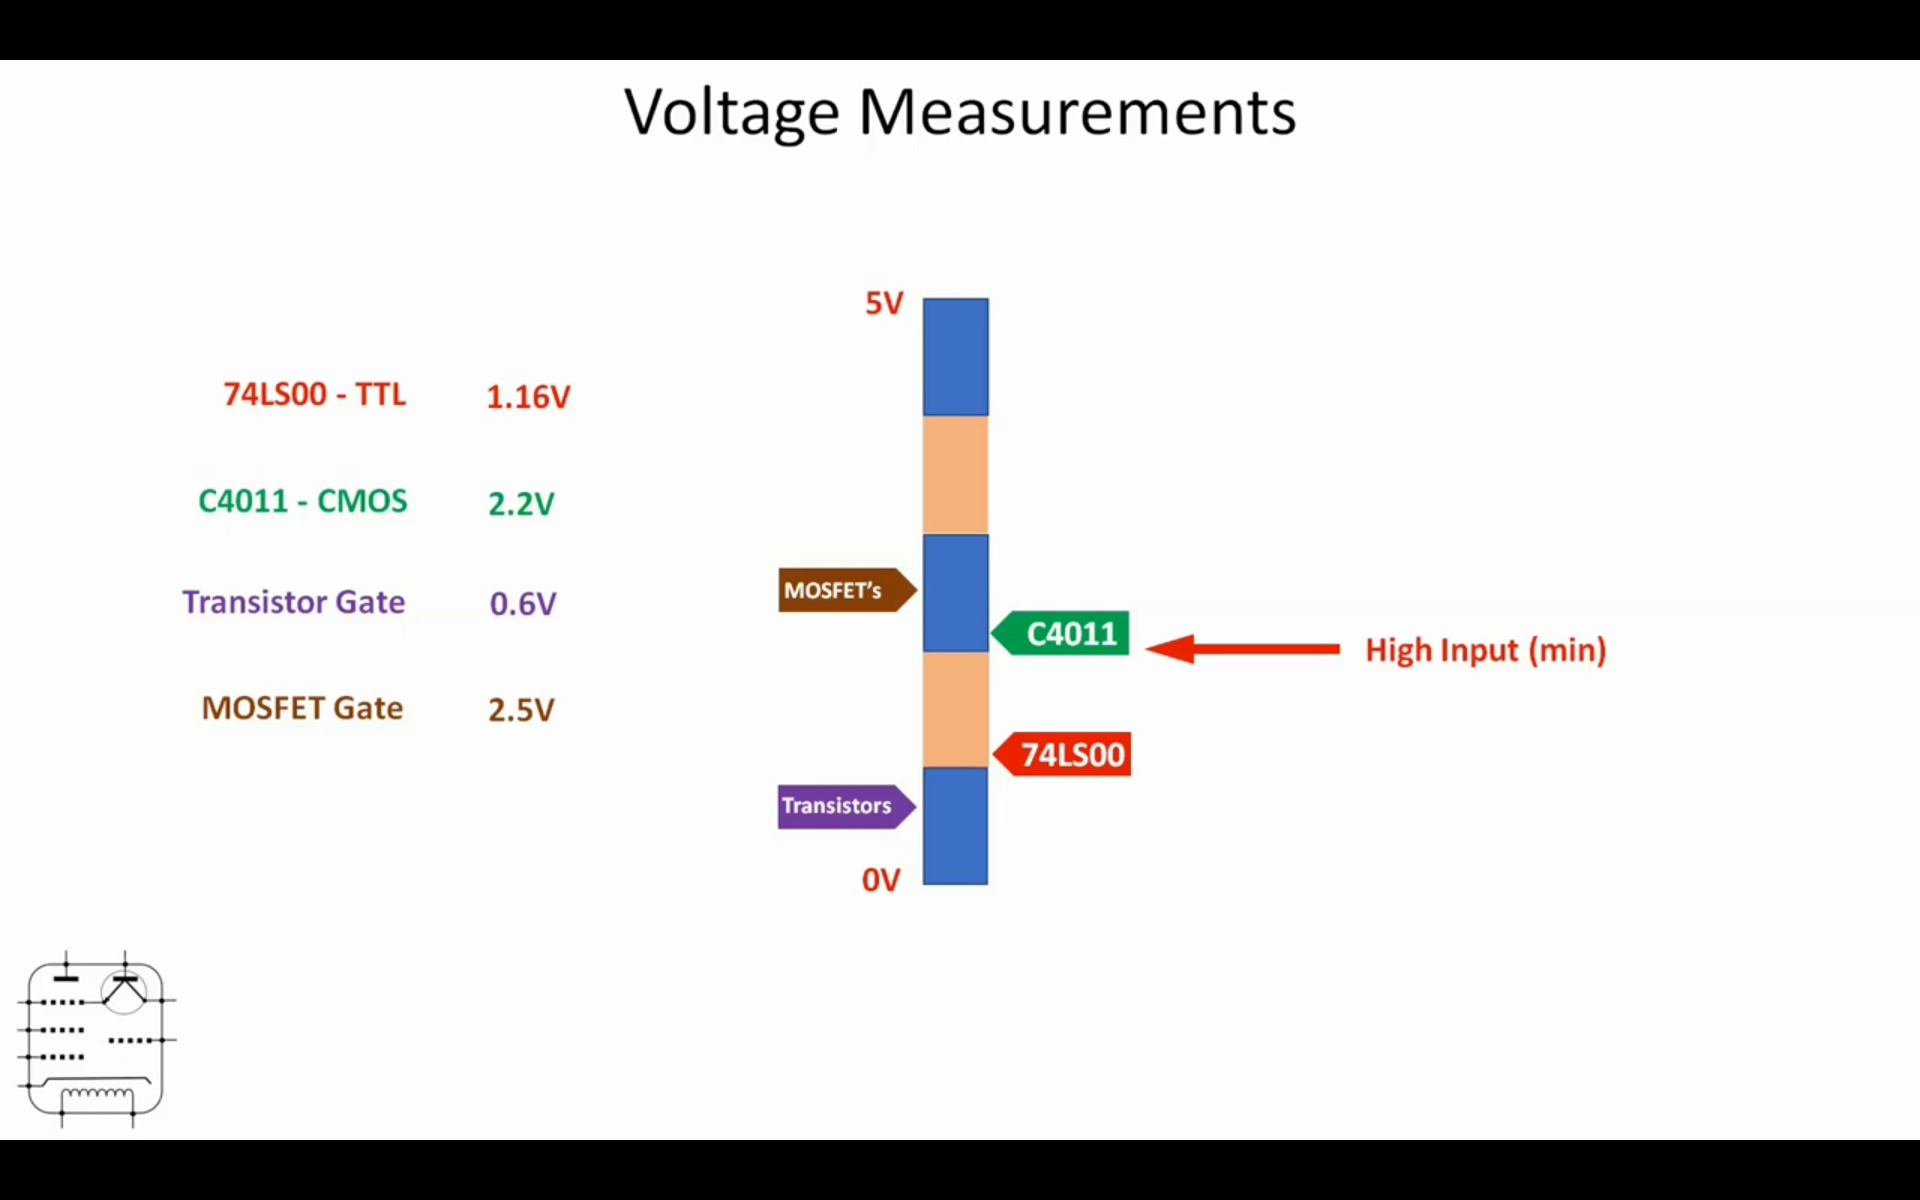 Voltage Measurements
5V
74LS00 - TTL 1.16V
C4011 - CMOS 2.2V
MOSFET's
Transistor Gate 0.6V
C4011
High Input (min)
MOSFET Gate 2.5V
74LS00
Transistors
0V